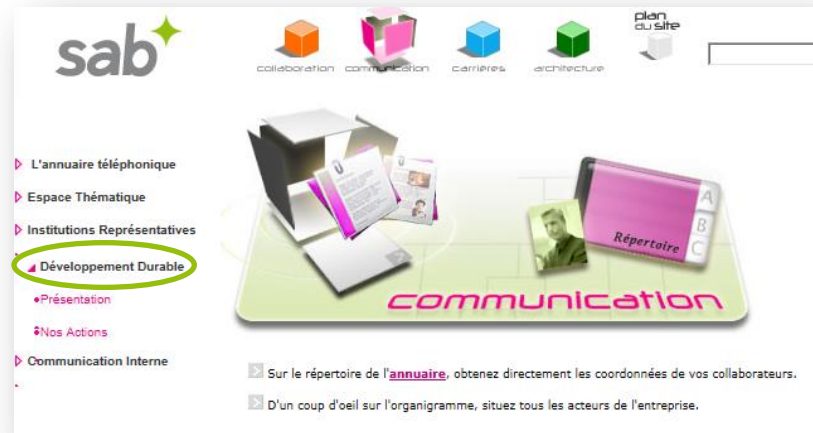 sab
plan
du site
collaboration communication carrières architecture
L'annuaire téléphonique
Espace Thématique
Institutions Représentatives
Développement Durable
Présentation
Nos Actions
Communication Interne
Répertoire
A
B
C
communication
Sur le répertoire de l'annuaire, obtenez directement les coordonnées de vos collaborateurs.
D'un coup d'oeil sur l'organigramme, situez tous les acteurs de l'entreprise.